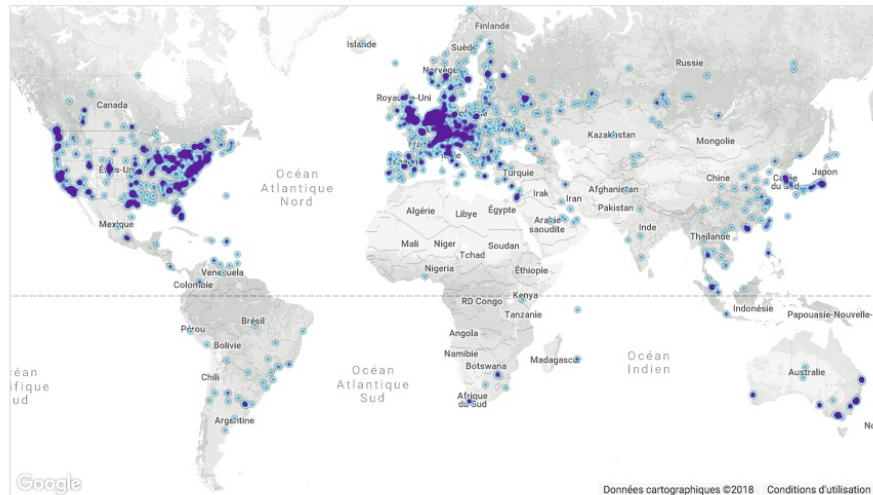 Finlande
Islande
Suède
Russie
Norvège
Royaume-Uni
Canada
Kazakhstan
Mongolie
Océan
Atlantique
Nord
Turquie
Chine
Japon
Corée
du Sud
Irak
Iran
Afghanistan
Pakistan
Algérie
Libye
Égypte
Arabie
saoudite
Inde
Mexique
Mali
Niger
Tchad
Soudan
Thaïlande
Nigeria
Éthiopie
Venezuela
Colombie
RD Congo
Kenya
Tanzanie
Indonésie
Papouasie-Nouvelle-
Pérou
Brésil
Bolivie
Angola
Namibie
Botswana
Madagascar
Océan
Indien
Australie
éan
ifique
ud
Chili
Océan
Atlantique
Sud
Afrique
du Sud
Argentine
Google
Données cartographiques ©2018 Conditions d'utilisation